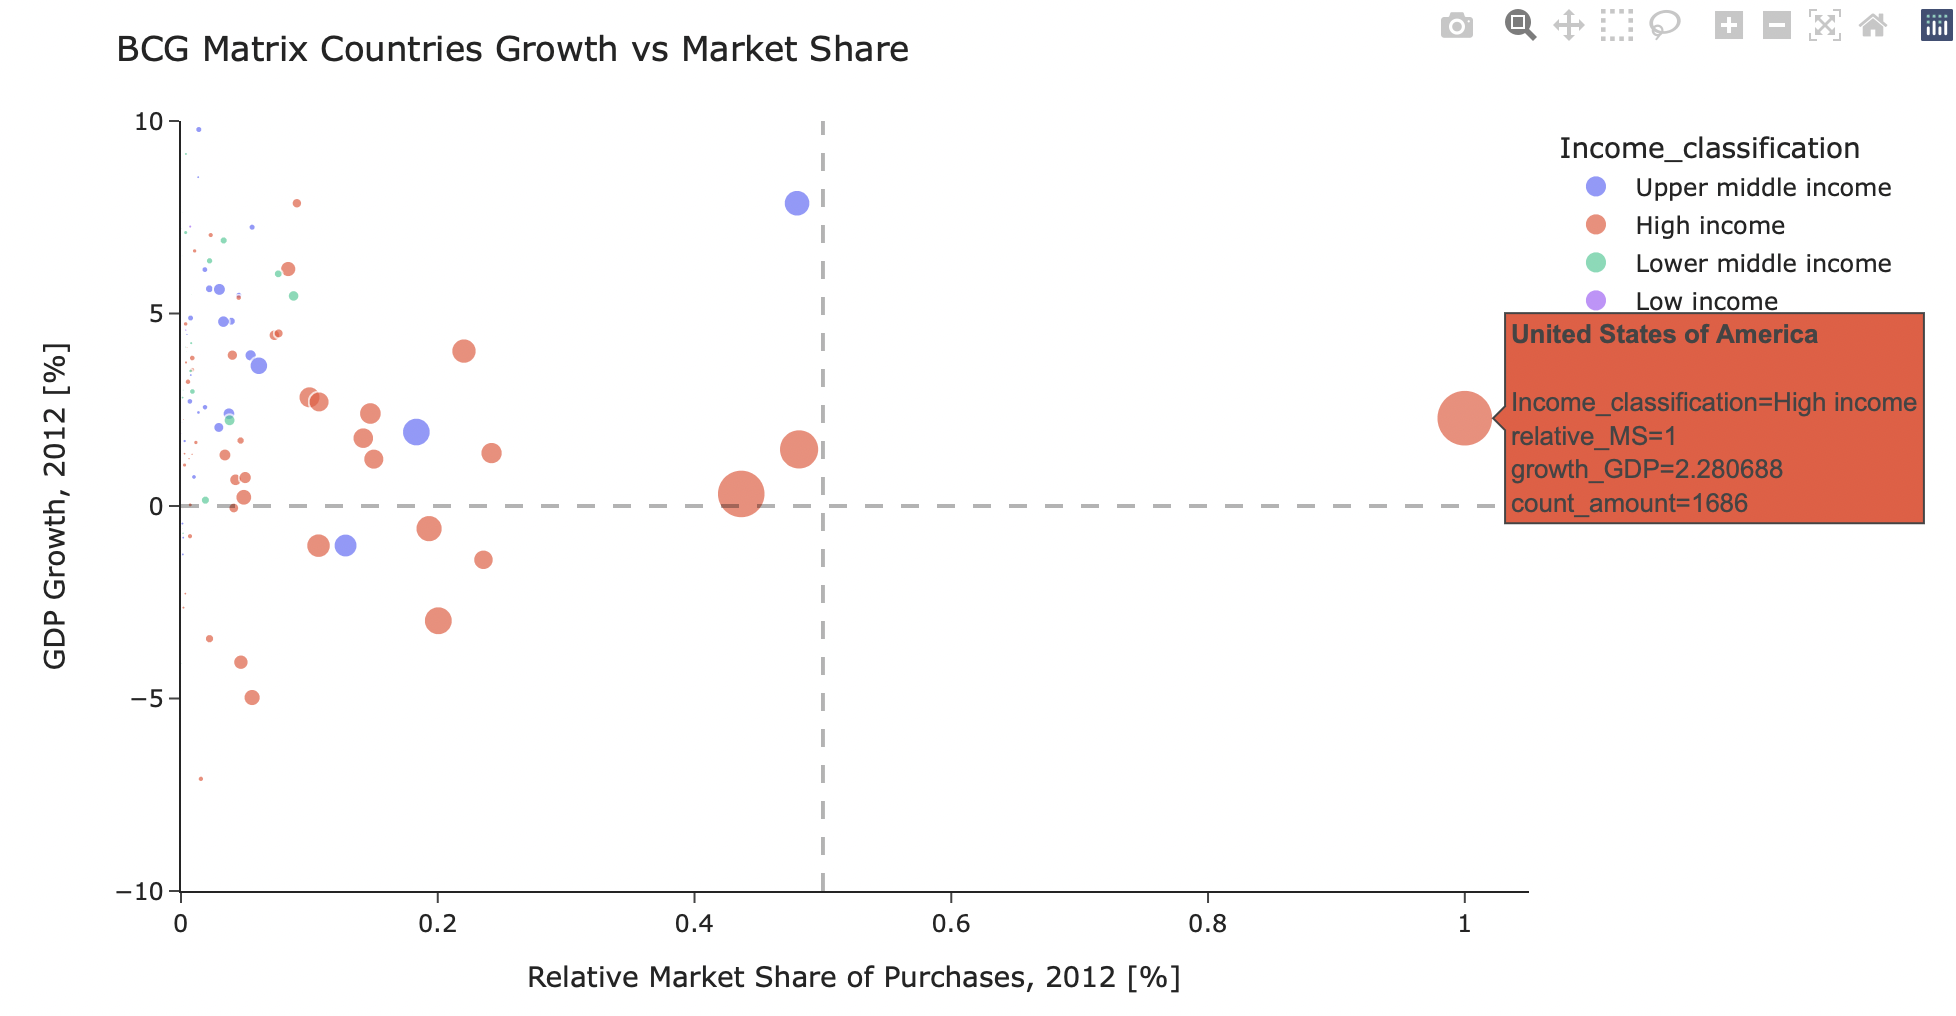 BCG Matrix Countries Growth vs Market Share
10
5
0
−5
−10
GDP Growth, 2012 [%]
0
0.2
0.4
0.6
0.8
1
Relative Market Share of Purchases, 2012 [%]
Income_classification
Upper middle income
High income
Lower middle income
Low income
United States of America
Income_classification=High income
relative_MS=1
growth_GDP=2.280688
count_amount=1686